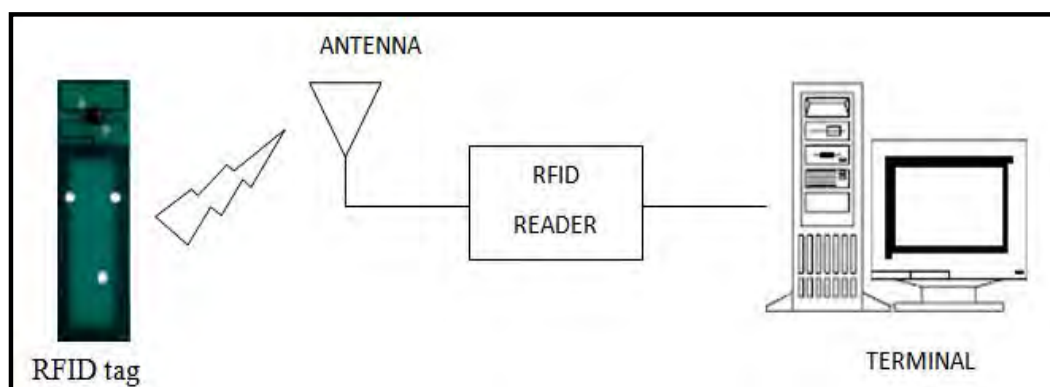 ANTENNA
RFID
READER
RFID tag
TERMINAL